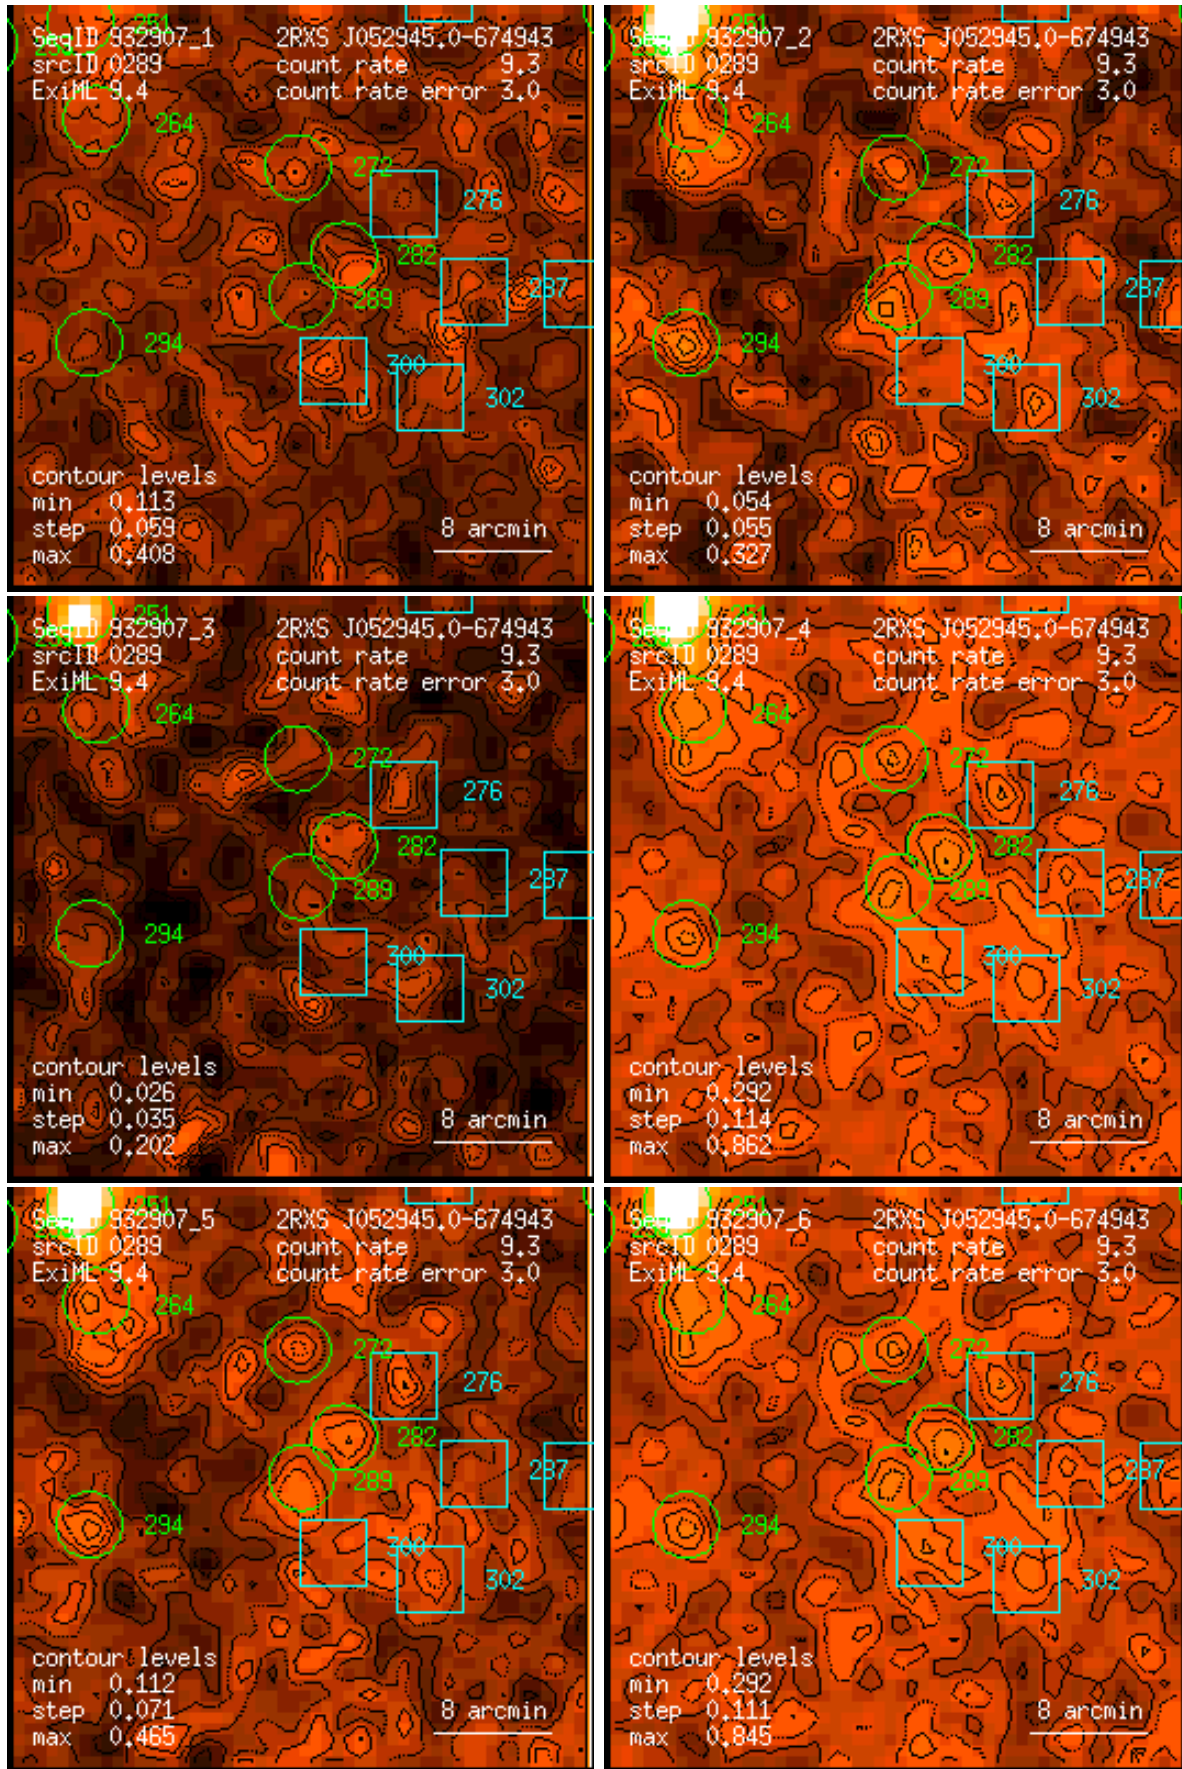 251
SeqID 932907_1 2RXS J052945.0-674943
srcID 0289 count rate 9.3
ExiML 9.4 count rate error 3.0
264
272
276
282
287
289
294
300
302
contour levels
min 0.113
step 0.059
max 0.408
8 arcmin
251
SeqID 932907_2 2RXS J052945.0-674943
srcID 0289 count rate 9.3
ExiML 9.4 count rate error 3.0
264
272
276
282
287
289
294
300
302
contour levels
min 0.054
step 0.055
max 0.327
8 arcmin
251
SeqID 932907_3 2RXS J052945.0-674943
srcID 0289 count rate 9.3
ExiML 9.4 count rate error 3.0
264
272
276
282
287
289
294
300
302
contour levels
min 0.026
step 0.035
max 0.202
8 arcmin
251
SeqID 932907_4 2RXS J052945.0-674943
srcID 0289 count rate 9.3
ExiML 9.4 count rate error 3.0
264
272
276
282
287
289
294
300
302
contour levels
min 0.292
step 0.114
max 0.862
8 arcmin
251
SeqID 932907_5 2RXS J052945.0-674943
srcID 0289 count rate 9.3
ExiML 9.4 count rate error 3.0
264
272
276
282
287
289
294
300
302
contour levels
min 0.112
step 0.071
max 0.465
8 arcmin
251
SeqID 932907_6 2RXS J052945.0-674943
srcID 0289 count rate 9.3
ExiML 9.4 count rate error 3.0
264
272
276
282
287
289
294
300
302
contour levels
min 0.292
step 0.111
max 0.845
8 arcmin